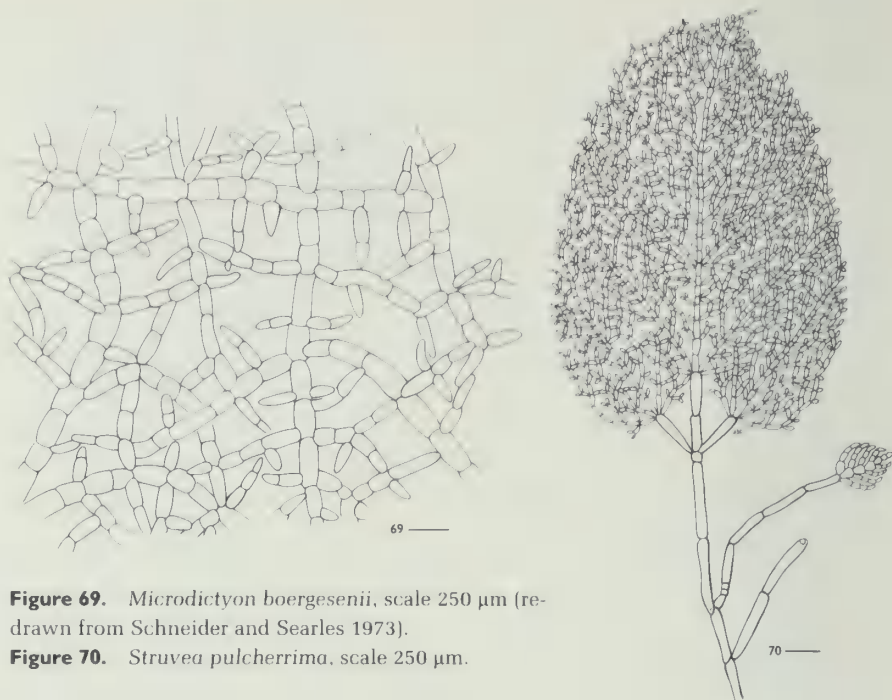 69
70
Figure 69. Microdictyon boergesenii, scale 250 µm (re-
drawn from Schneider and Searles 1973).
Figure 70. Struvea pulcherrima, scale 250 µm.